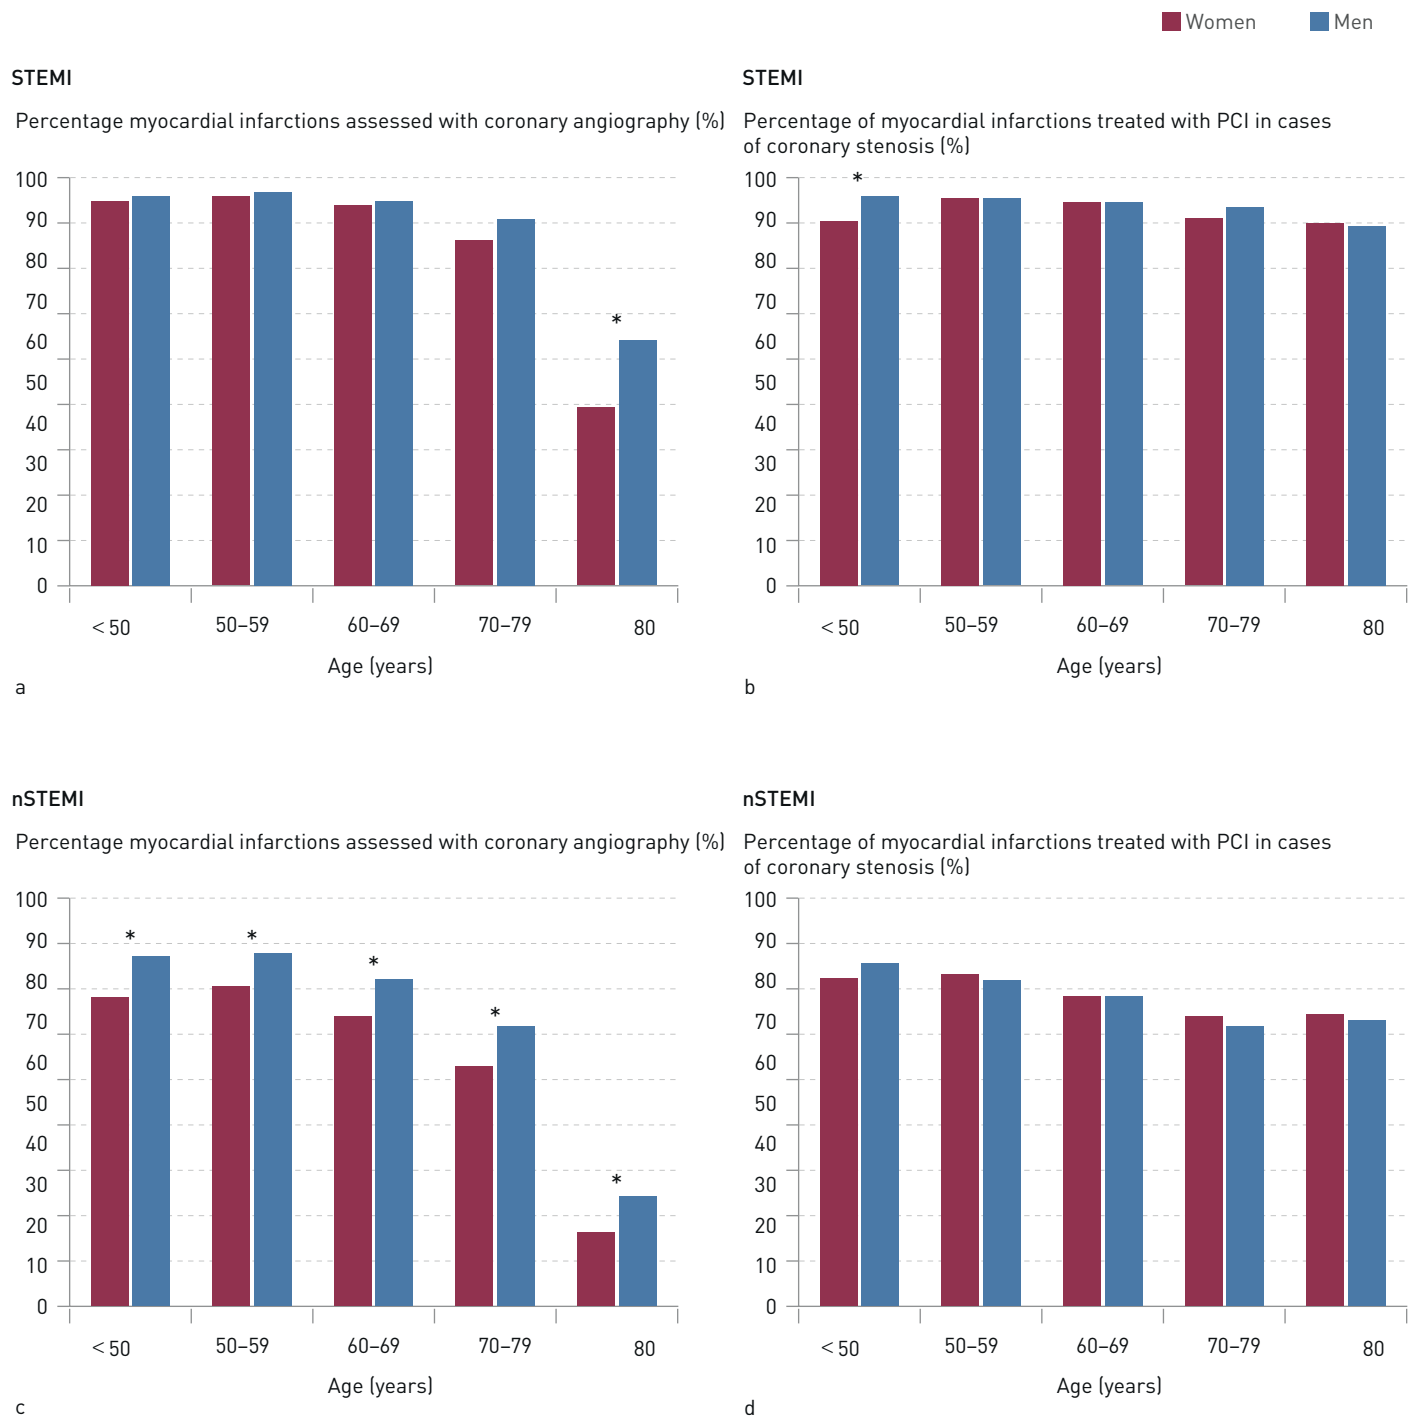 Women Men
STEMI
Percentage myocardial infarctions assessed with coronary angiography (%)
100
90
80
70
60
50
40
30
20
10
0
*
< 50 50–59 60–69 70–79 80
Age (years)
a
STEMI
Percentage of myocardial infarctions treated with PCI in cases
of coronary stenosis (%)
100
90
80
70
60
50
40
30
20
10
0
*
< 50 50–59 60–69 70–79 80
Age (years)
b
nSTEMI
Percentage myocardial infarctions assessed with coronary angiography (%)
100
90
80
70
60
50
40
30
20
10
0
* * * * *
< 50 50–59 60–69 70–79 80
Age (years)
c
nSTEMI
Percentage of myocardial infarctions treated with PCI in cases
of coronary stenosis (%)
100
90
80
70
60
50
40
30
20
10
0
< 50 50–59 60–69 70–79 80
Age (years)
d